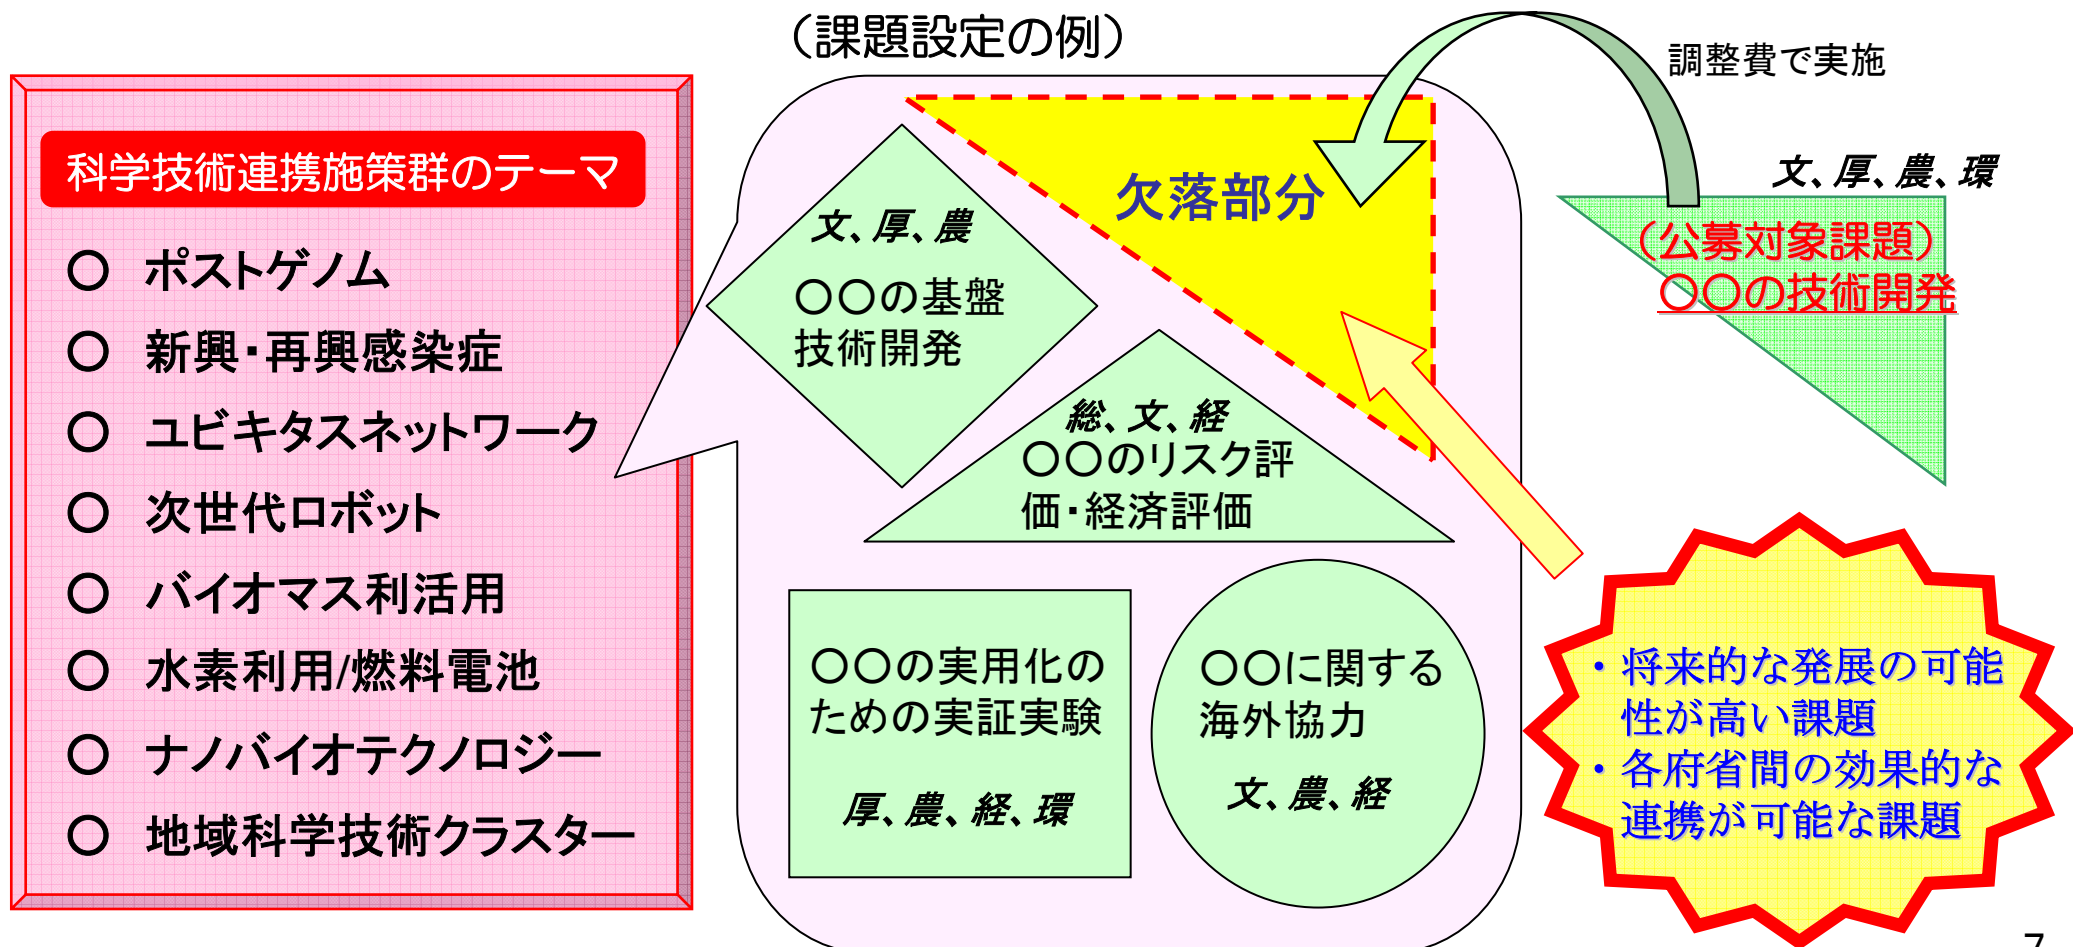 （課題設定の例）
調整費で実施
科学技術連携施策群のテーマ
〇 ポストゲノム
〇 新興・再興感染症
〇 ユビキタスネットワーク
〇 次世代ロボット
〇 バイオマス利活用
〇 水素利用/燃料電池
〇 ナノバイオテクノロジー
〇 地域科学技術クラスター
文、厚、農
〇〇の基盤
技術開発
欠落部分
総、文、経
〇〇のリスク評
価・経済評価
〇〇の実用化の
ための実証実験
厚、農、経、環
〇〇に関する
海外協力
文、農、経
文、厚、農、環
（公募対象課題）
〇〇の技術開発
・将来的な発展の可能
性が高い課題
・各府省間の効果的な
連携が可能な課題
7